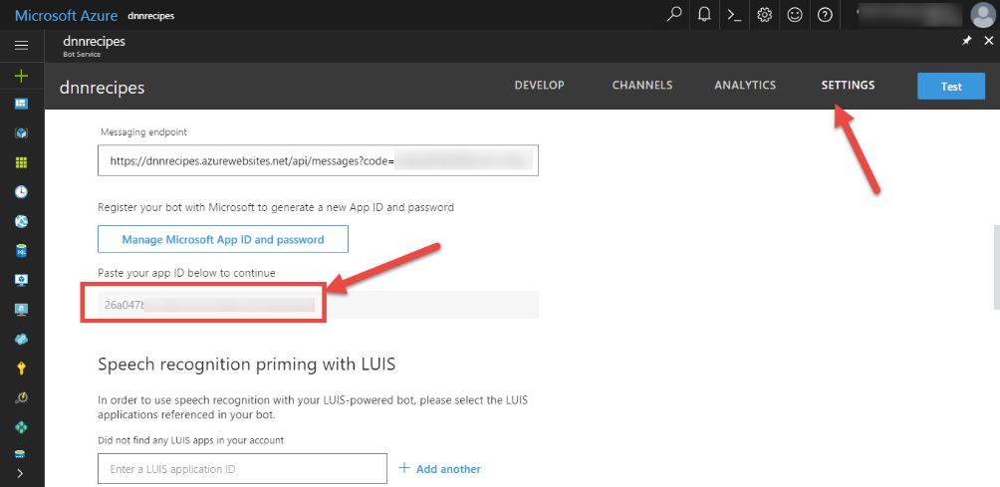 Microsoft Azure dnnrecipes
dnnrecipes
Bot Service
dnnrecipes DEVELOP CHANNELS ANALYTICS SETTINGS Test
Messaging endpoint
https://dnnrecipes.azurewebsites.net/api/messages?code=
Register your bot with Microsoft to generate a new App ID and password
Manage Microsoft App ID and password
Paste your app ID below to continue
26a047b
Speech recognition priming with LUIS
In order to use speech recognition with your LUIS-powered bot, please select the LUIS
applications referenced in your bot.
Did not find any LUIS apps in your account
Enter a LUIS application ID + Add another